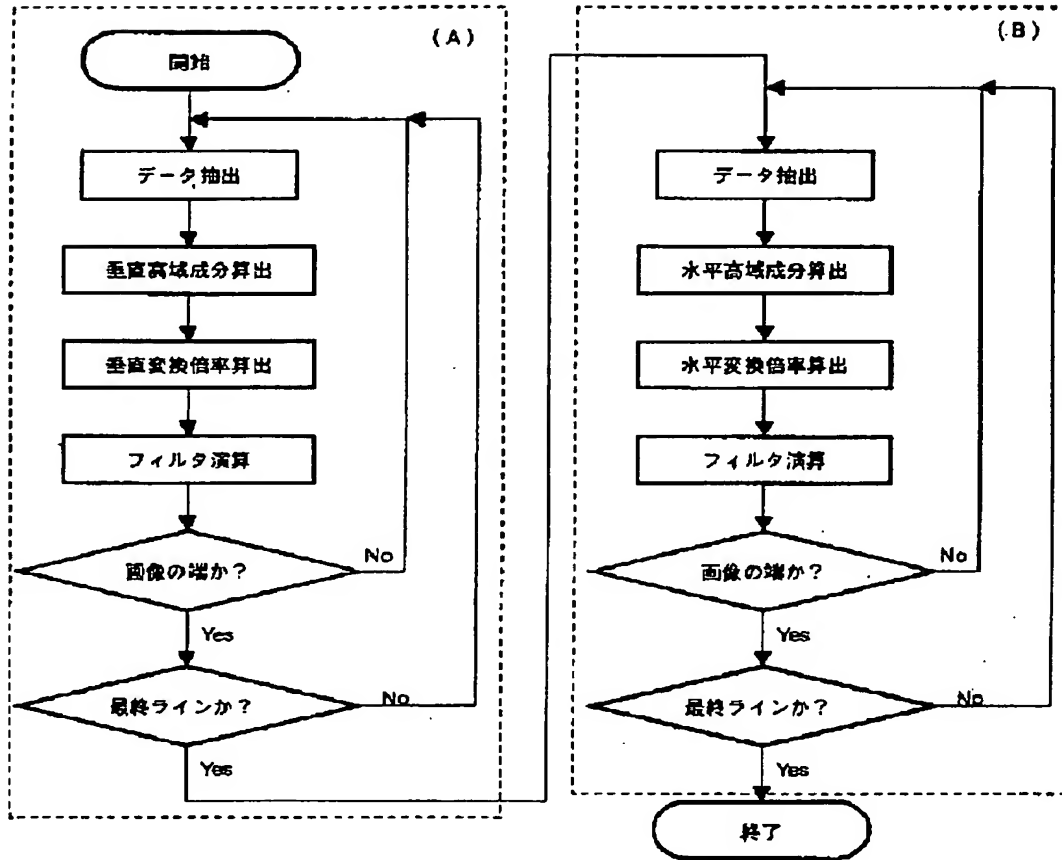 (A)
開始
データ抽出
垂直高域成分算出
垂直変換倍率算出
フィルタ演算
画像の端か?
No
Yes
最終ラインか?
No
Yes
(B)
データ抽出
水平高域成分算出
水平変換倍率算出
フィルタ演算
画像の端か?
No
Yes
最終ラインか?
No
Yes
終了